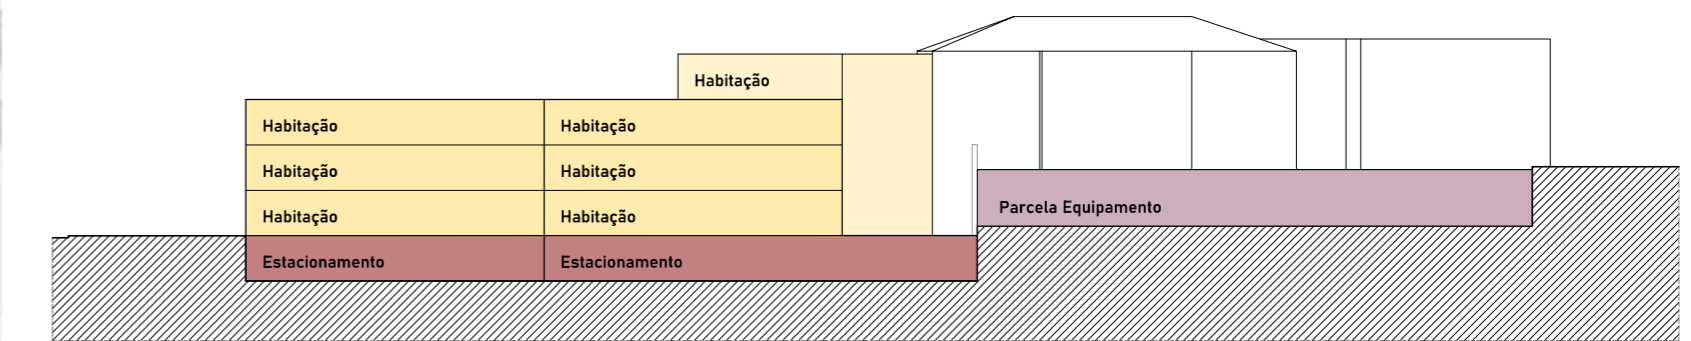 Habitação
Habitação Habitação
Habitação Habitação
Habitação Habitação
Parcela Equipamento
Estacionamento Estacionamento